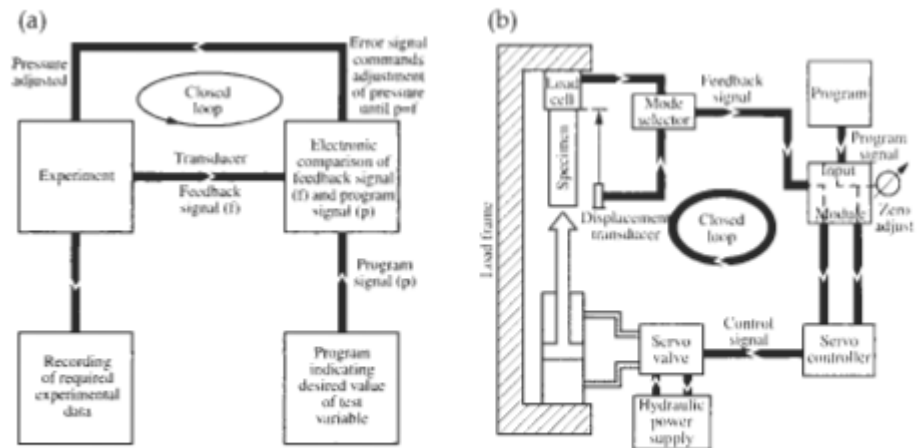 (a)
Pressure
adjusted
Closed
loop
Error signal
commands
adjustment
of pressure
until p=f
Experiment
Transducer
Feedback
signal (f)
Electronic
comparison of
feedback signal
(f) and program
signal (p)
Program
signal (p)
Recording
of required
experimental
data
Program
indicating
desired value
of test
variable
(b)
Load
cell
Specimen
Load frame
Mode
selector
Feedback
signal
Program
Program
signal
Input
Module
Zero
adjust
Displacement
transducer
Closed
loop
Control
signal
Servo
valve
Servo
controller
Hydraulic
power
supply